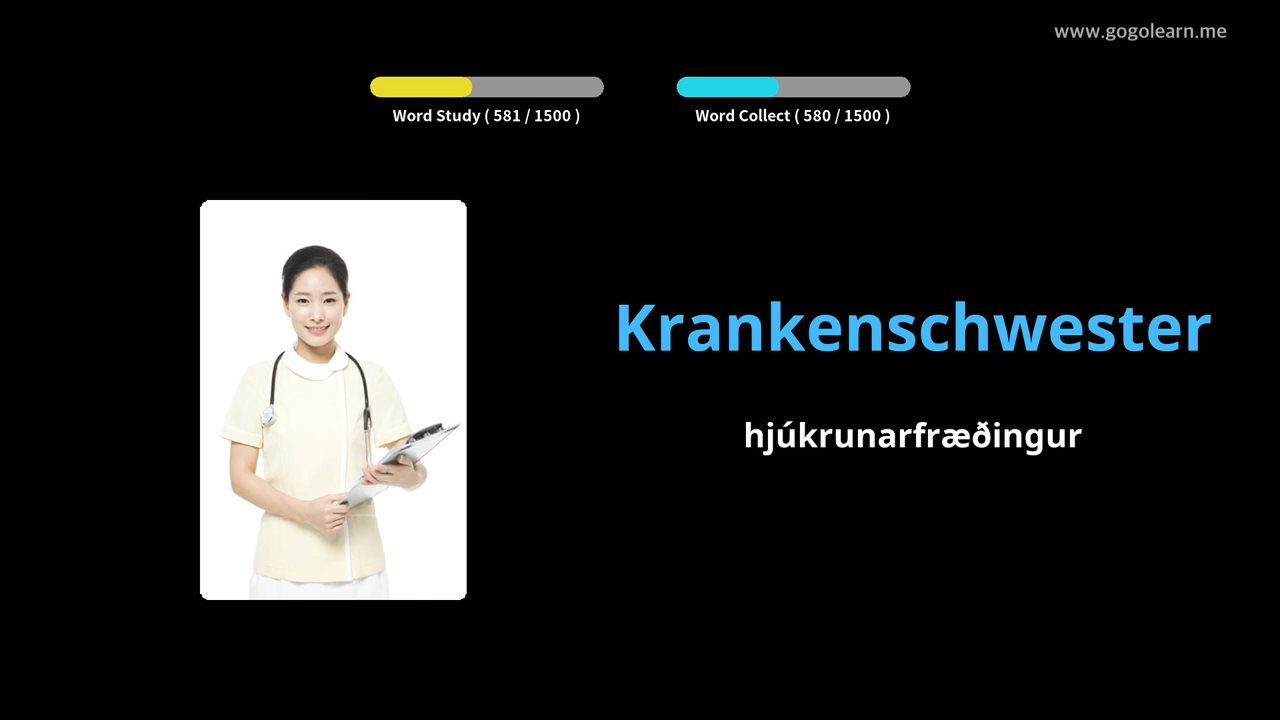 www.gogolearn.me
Word Study ( 581 / 1500 )
Word Collect ( 580 / 1500 )
Krankenschwester
hjúkrunarfræðingur